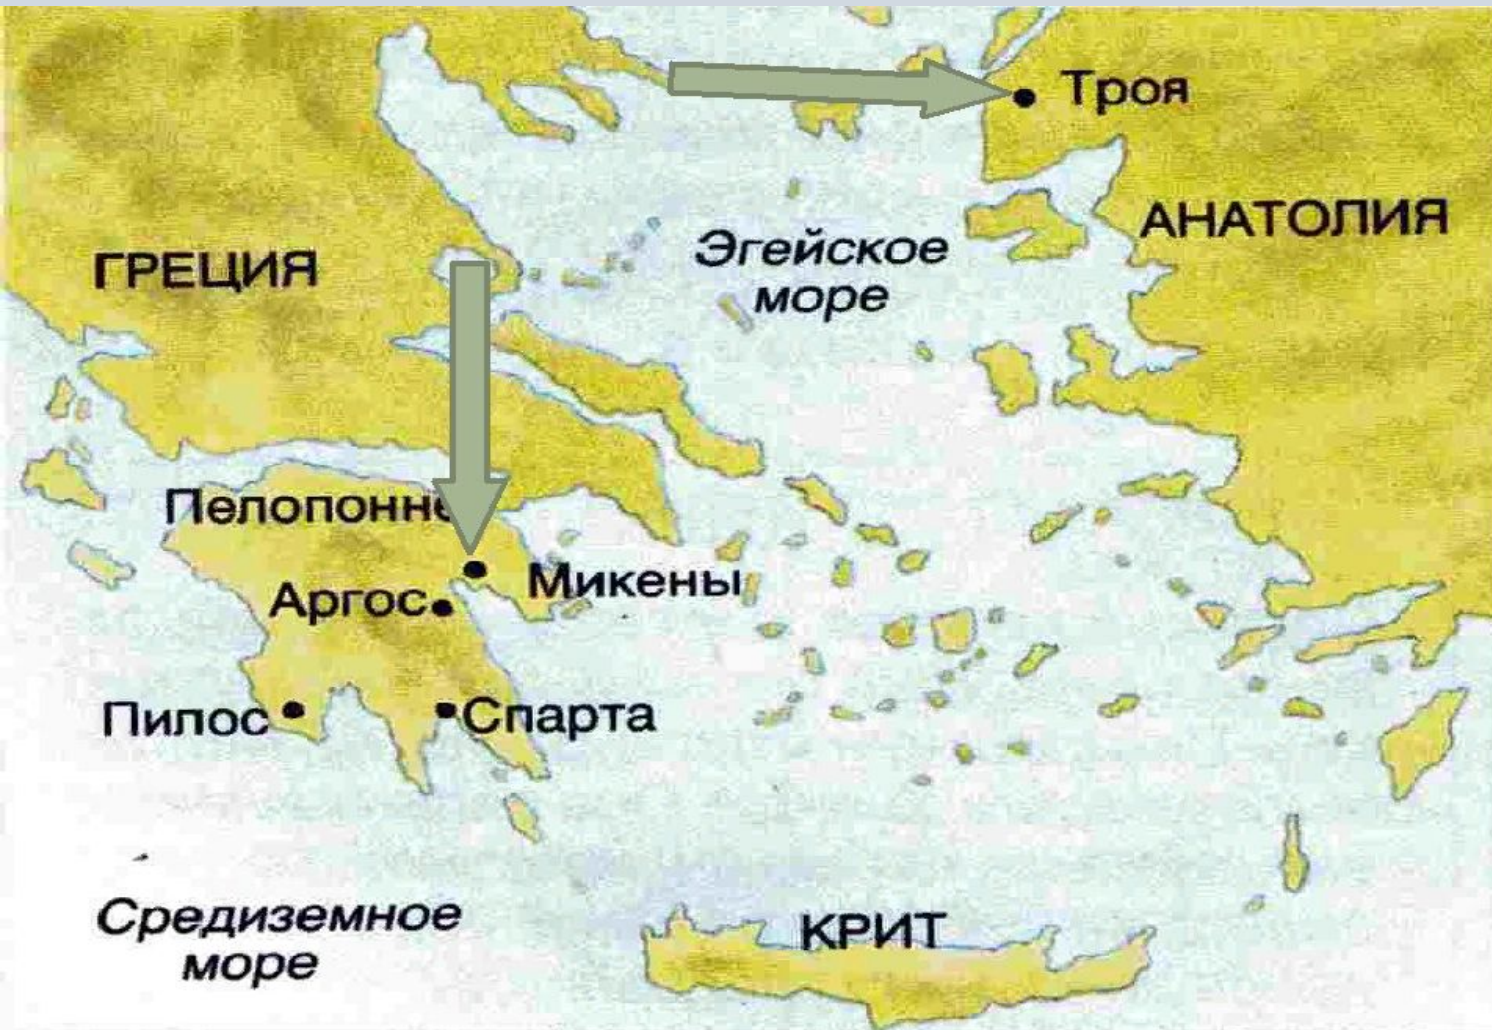 Троя
АНАТОЛИЯ
Эгейское
море
ГРЕЦИЯ
Пелопонне
Микены
Аргос
Пилос
Спарта
Средиземное
море
КРИТ